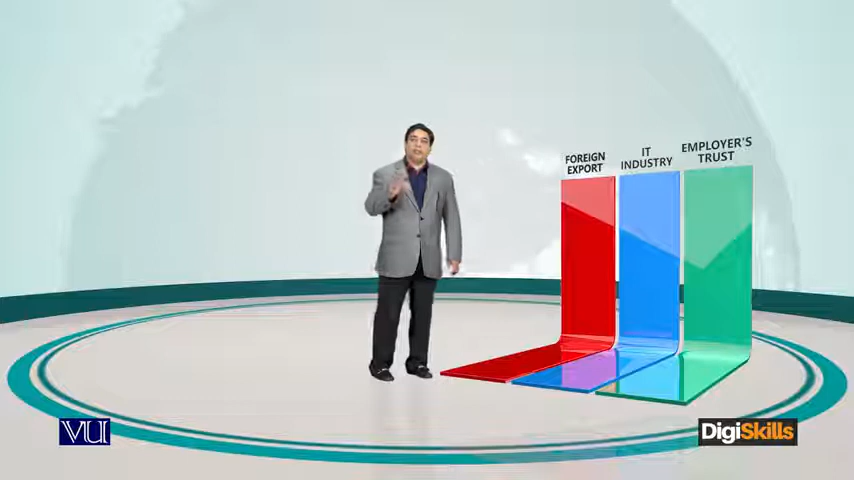 FOREIGN
EXPORT
IT
INDUSTRY
EMPLOYER'S
TRUST
VU
DigiSkills